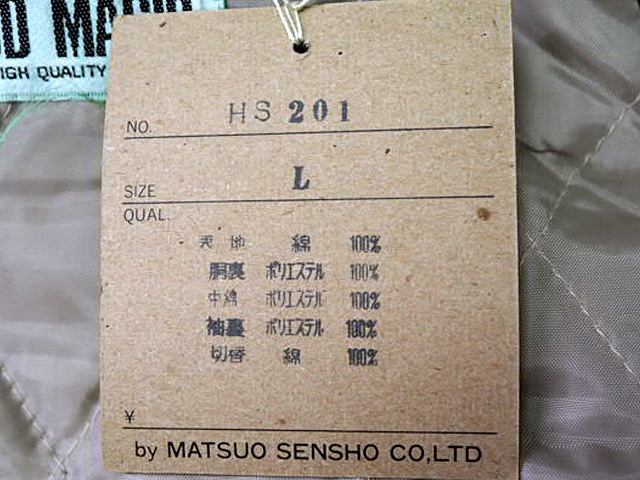 D MAGIC
HIGH QUALITY
NO. HS 201
SIZE L
QUAL.
表地 綿 100%
胴裏 ポリエステル 100%
中綿 ポリエステル 100%
袖裏 ポリエステル 100%
切替 綿 100%
¥
by MATSUO SENSHO CO,LTD